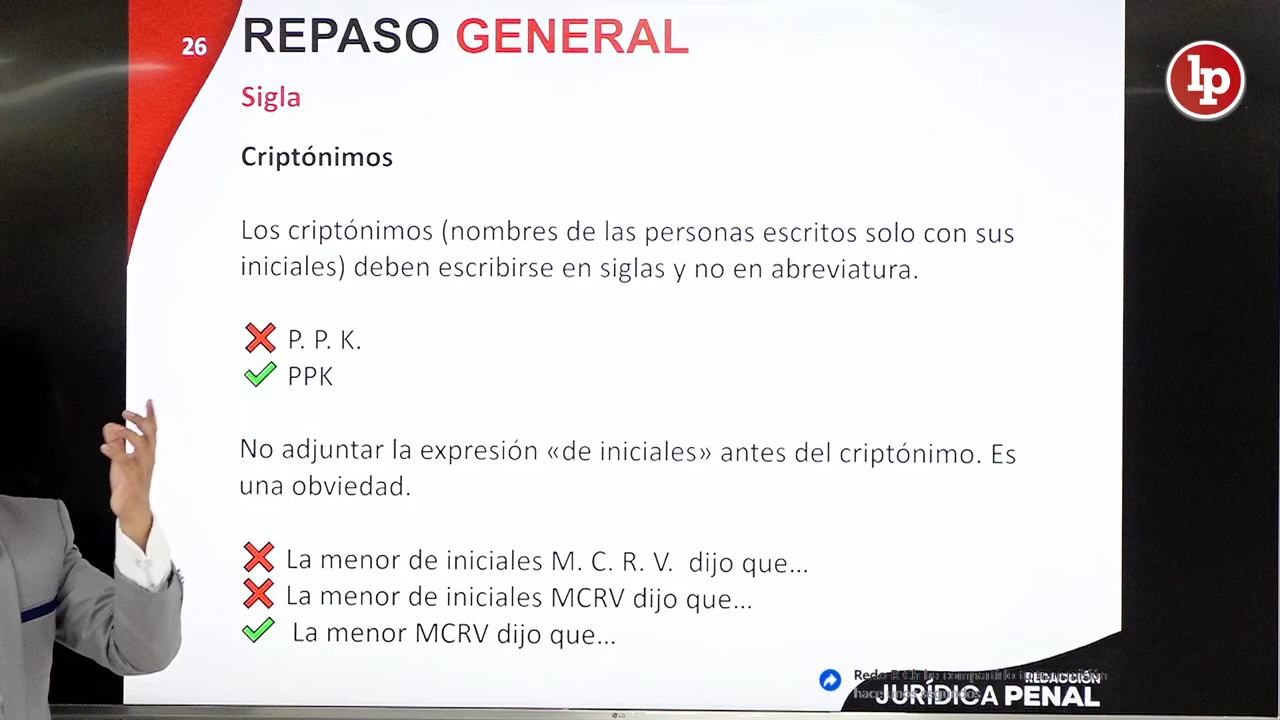 26
REPASO GENERAL
lp
Sigla
Criptónimos
Los criptónimos (nombres de las personas escritos solo con sus
iniciales) deben escribirse en siglas y no en abreviatura.
P. P. K.
PPK
No adjuntar la expresión «de iniciales» antes del criptónimo. Es
una obviedad.
La menor de iniciales M. C. R. V. dijo que...
La menor de iniciales MCRV dijo que...
La menor MCRV dijo que...
REDACCIÓN
JURÍDICA PENAL
LG